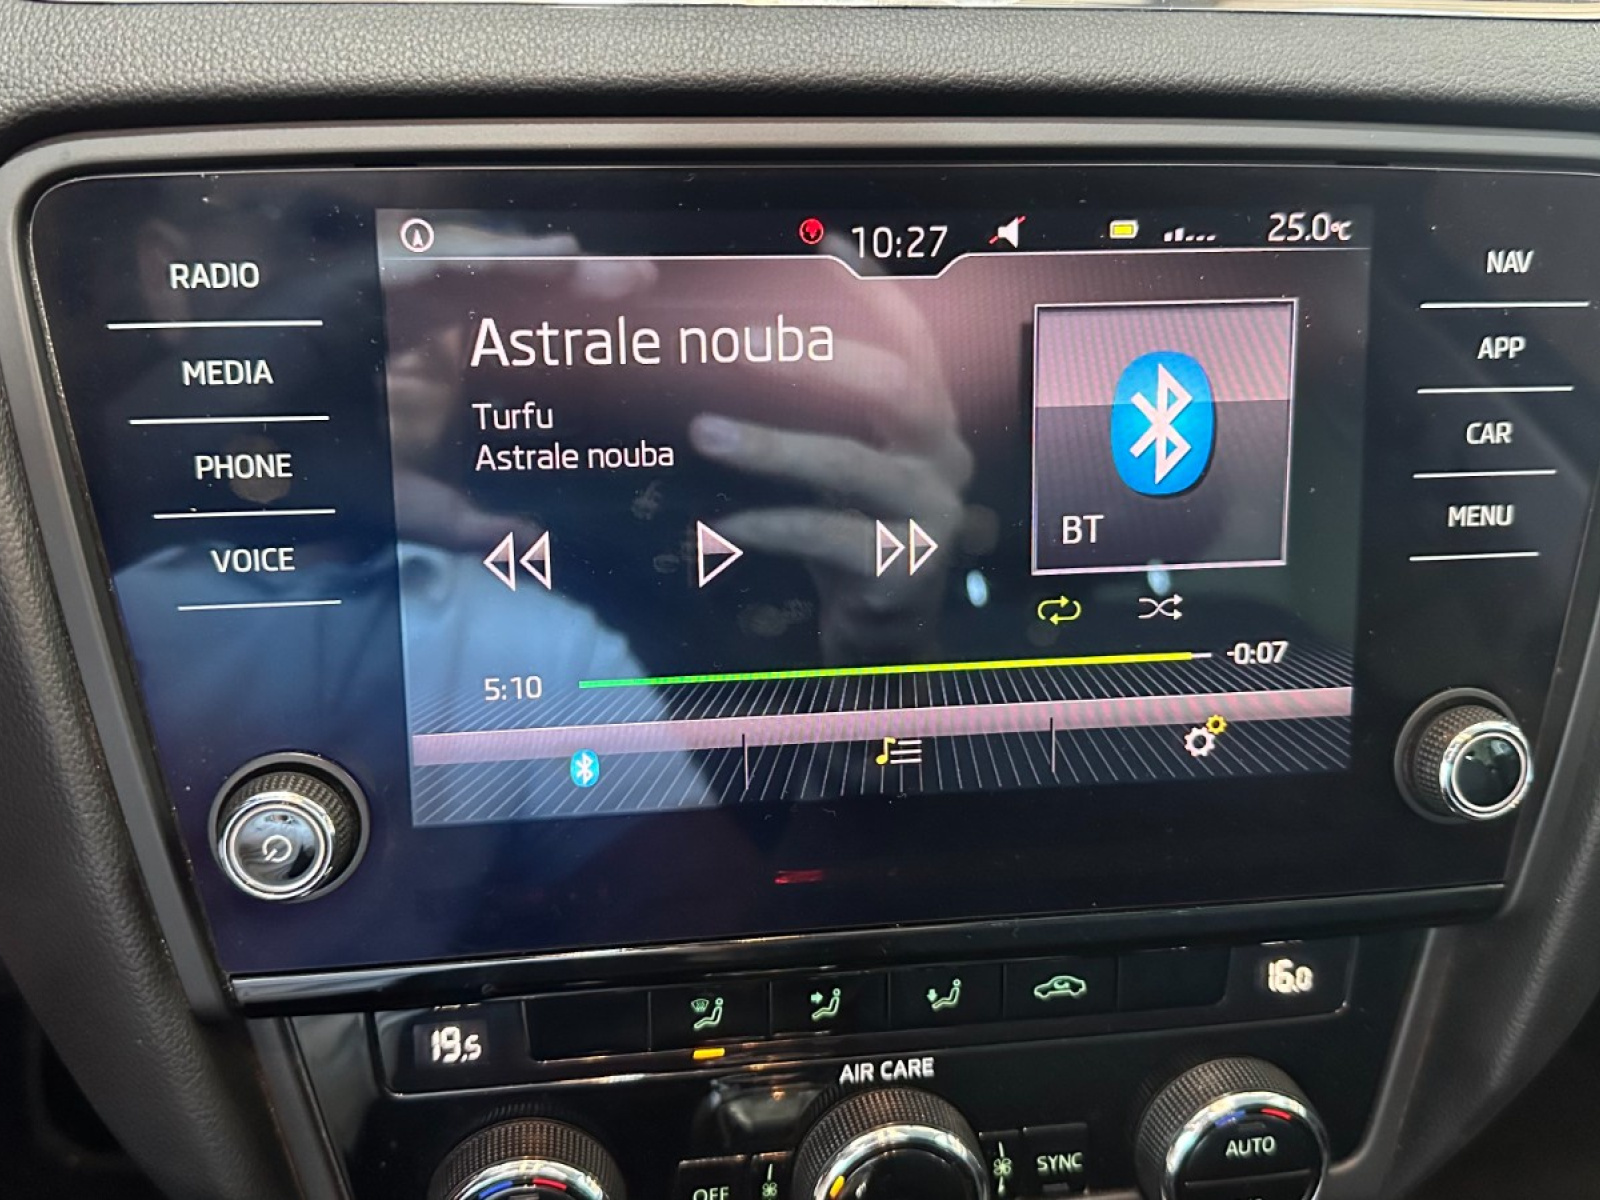 10:27
25.0°C
RADIO
MEDIA
PHONE
VOICE
Astrale nouba
Turfu
Astrale nouba
BT
5:10
-0:07
NAV
APP
CAR
MENU
19.5
16.0
AIR CARE
OFF
SYNC
AUTO